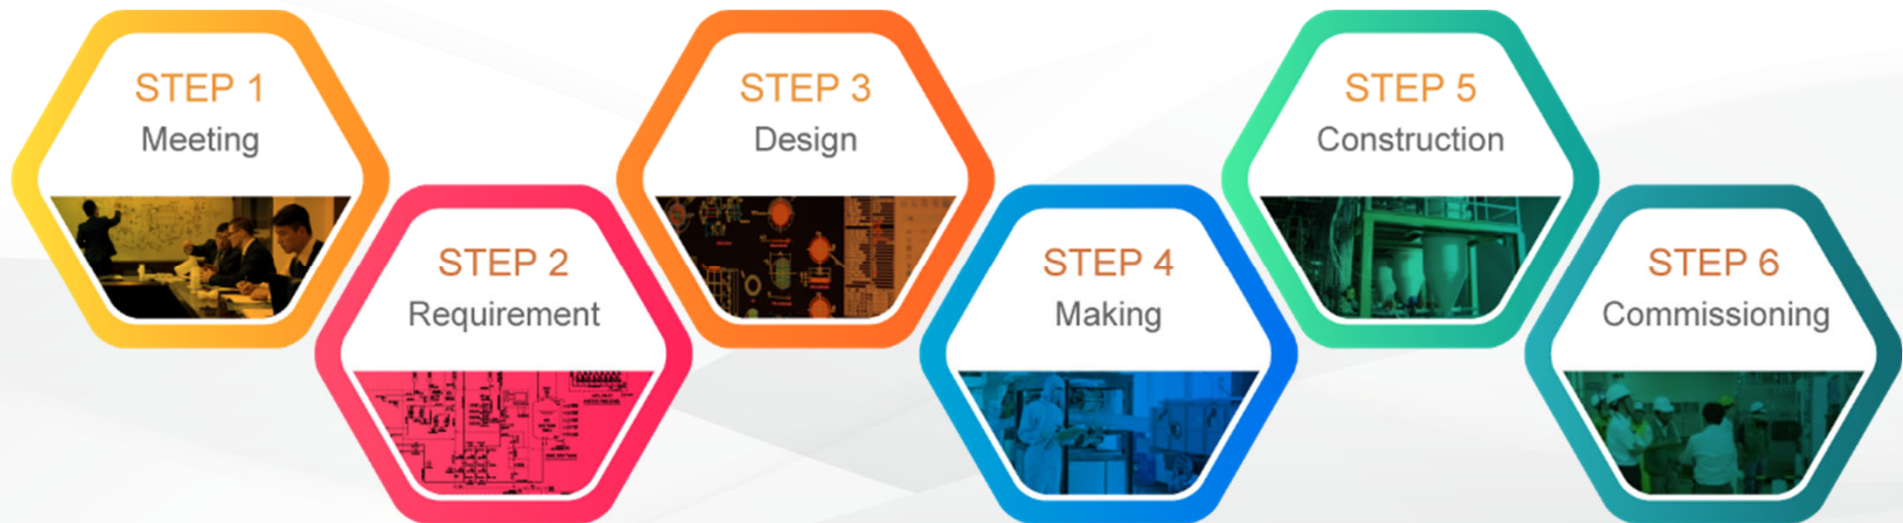 STEP 1
Meeting
STEP 2
Requirement
STEP 3
Design
STEP 4
Making
STEP 5
Construction
STEP 6
Commissioning